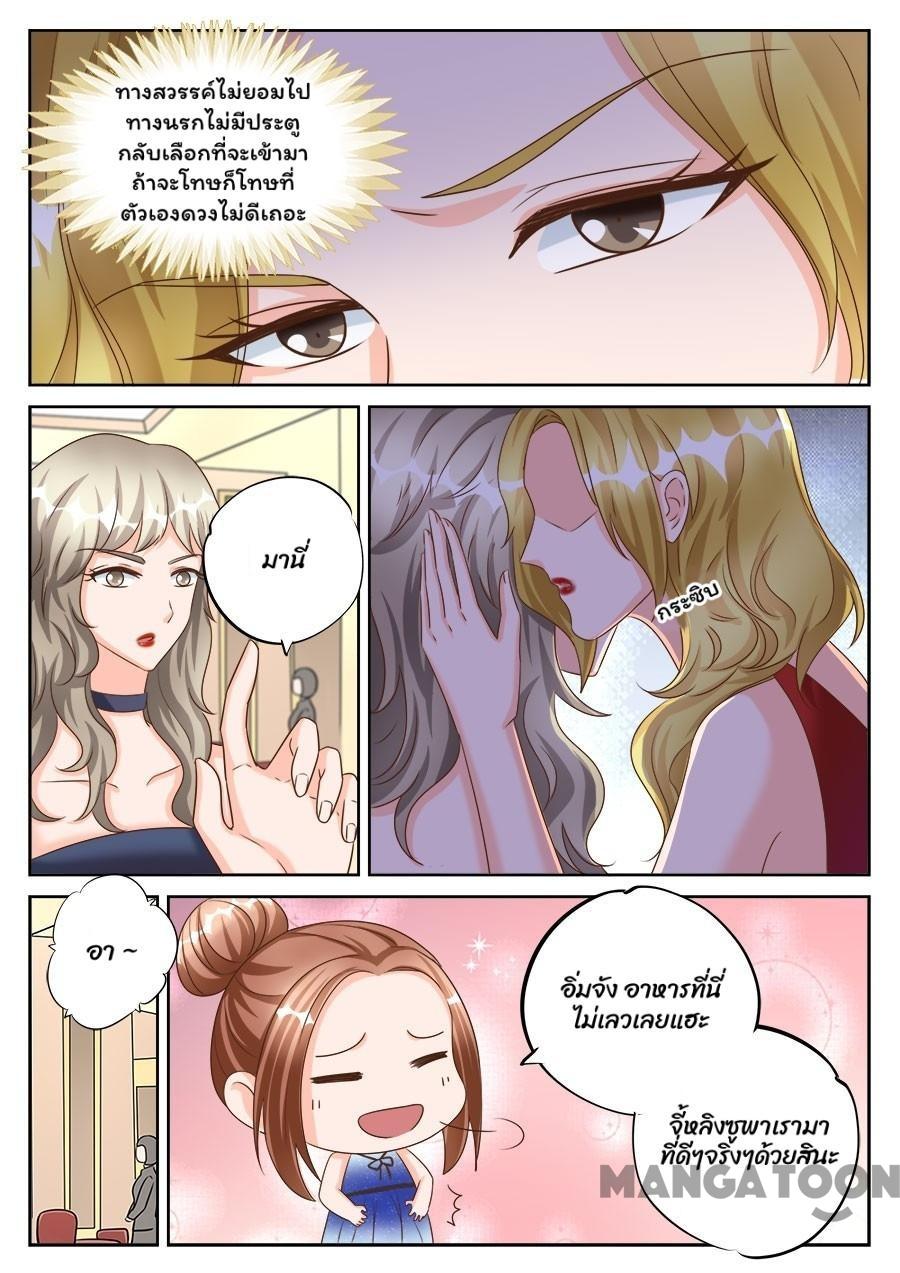 ทางสวรรค์ไม่ยอมไป
ทางนรกไม่มีประตู
กลับเลือกที่จะเข้ามา
ถ้าจะโทษก็โทษที่
ตัวเองดวงไม่ดีเถอะ
มานี่
กระซิบ
อา ~
อิ่มจัง อาหารที่นี่
ไม่เลวเลยแฮะ
จี้หลิงซูพาเรามา
ที่ดีๆจริงๆด้วยสินะ
MANGATOON